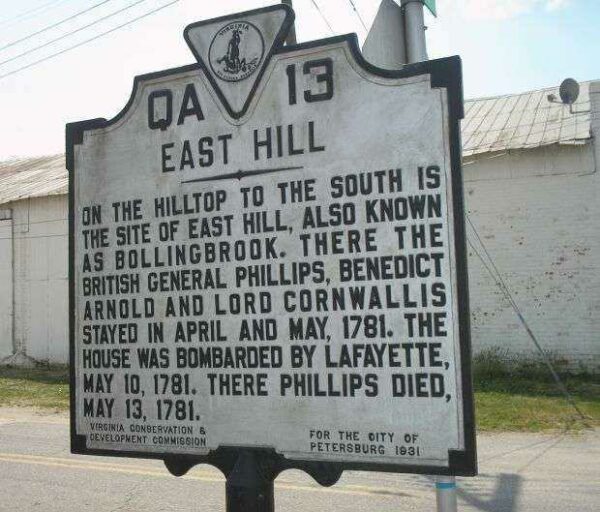 VIRGINIA
QA 13
EAST HILL
ON THE HILLTOP TO THE SOUTH IS
THE SITE OF EAST HILL, ALSO KNOWN
AS BOLLINGBROOK. THERE THE
BRITISH GENERAL PHILLIPS, BENEDICT
ARNOLD AND LORD CORNWALLIS
STAYED IN APRIL AND MAY, 1781. THE
HOUSE WAS BOMBARDED BY LAFAYETTE,
MAY 10, 1781. THERE PHILLIPS DIED,
MAY 13, 1781.
VIRGINIA CONSERVATION &
DEVELOPMENT COMMISSION
FOR THE CITY OF
PETERSBURG 1931